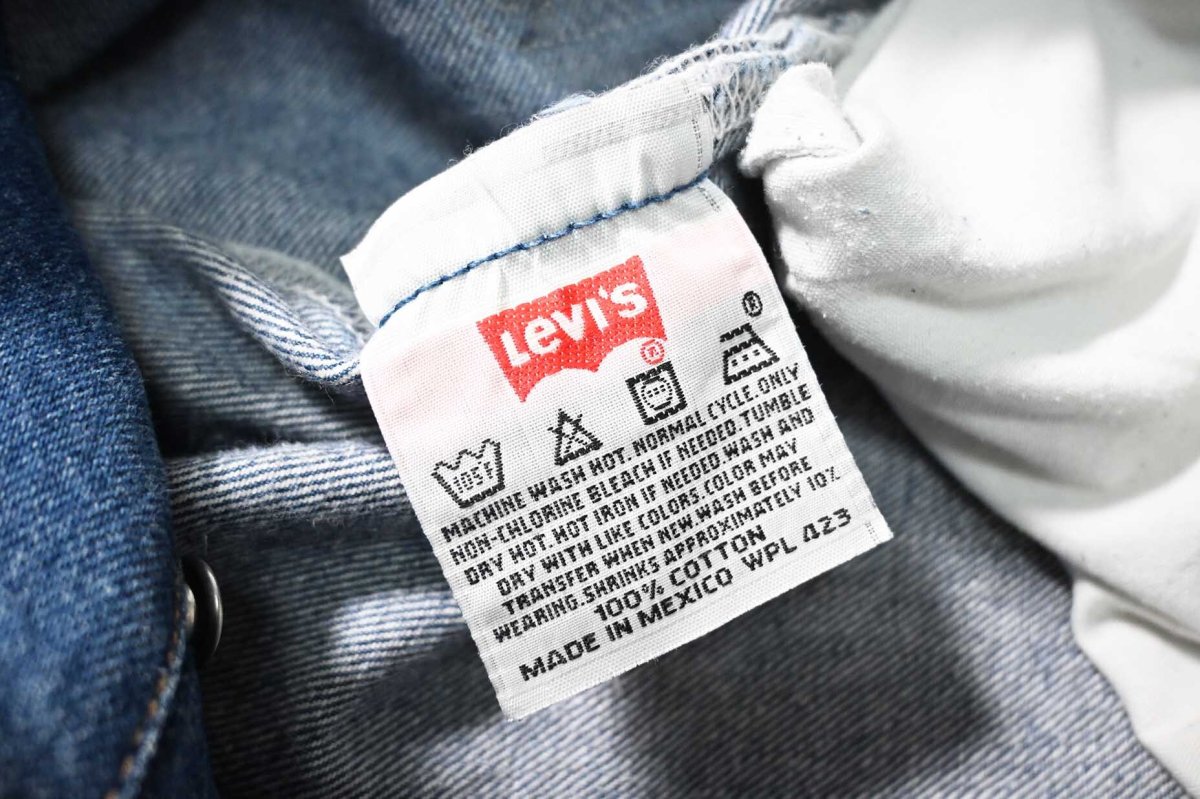 Levi's
®
®
105°F
MACHINE WASH HOT. NORMAL CYCLE. ONLY
NON-CHLORINE BLEACH IF NEEDED. TUMBLE
DRY HOT. HOT IRON IF NEEDED. WASH AND
DRY WITH LIKE COLORS. COLOR MAY
TRANSFER WHEN NEW. WASH BEFORE
WEARING. SHRINKS APPROXIMATELY 10%
100% COTTON
MADE IN MEXICO WPL 423